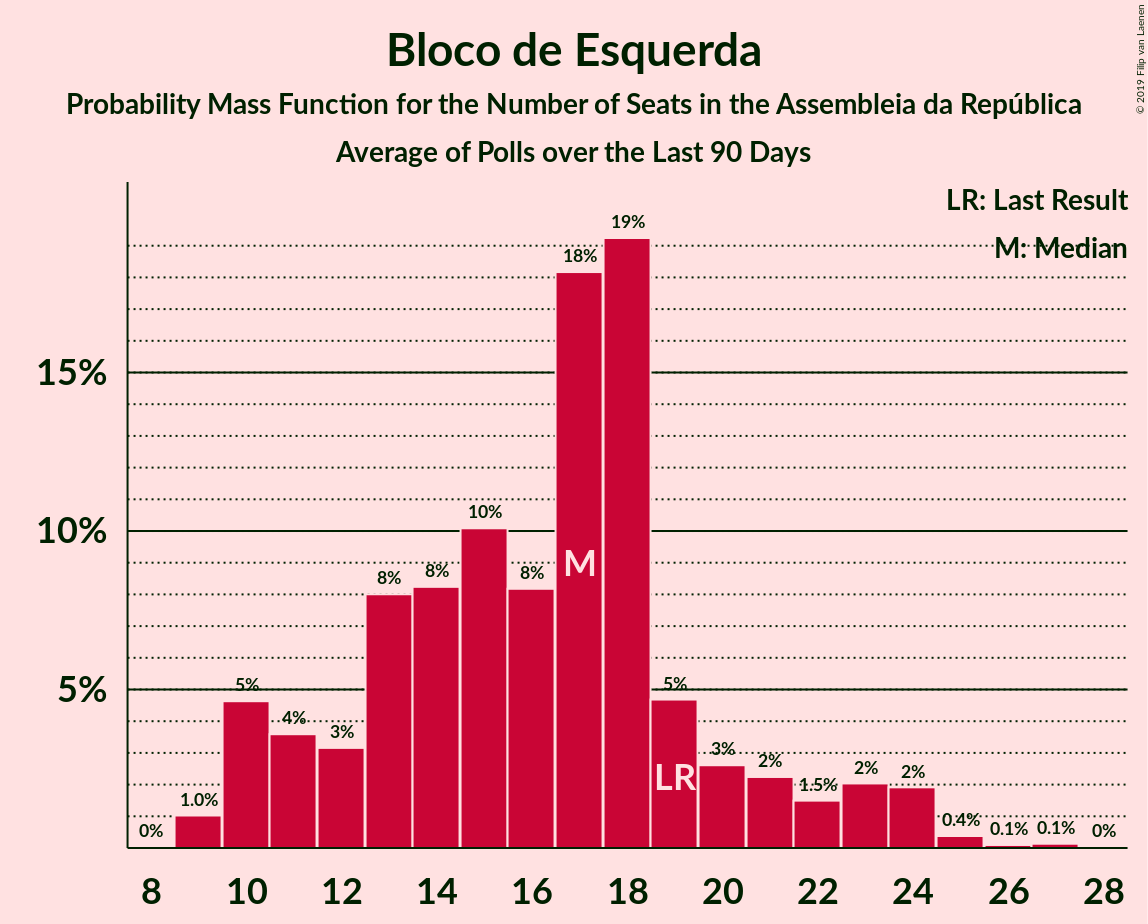 Bloco de Esquerda
Probability Mass Function for the Number of Seats in the Assembleia da República
Average of Polls over the Last 90 Days
© 2019 Filip van Laenen
LR: Last Result
M: Median
15%
10%
5%
0%
1.0%
5%
4%
3%
8%
8%
10%
8%
18%
19%
5%
3%
2%
1.5%
2%
2%
0.4%
0.1%
0.1%
0%
M
LR
8 10 12 14 16 18 20 22 24 26 28